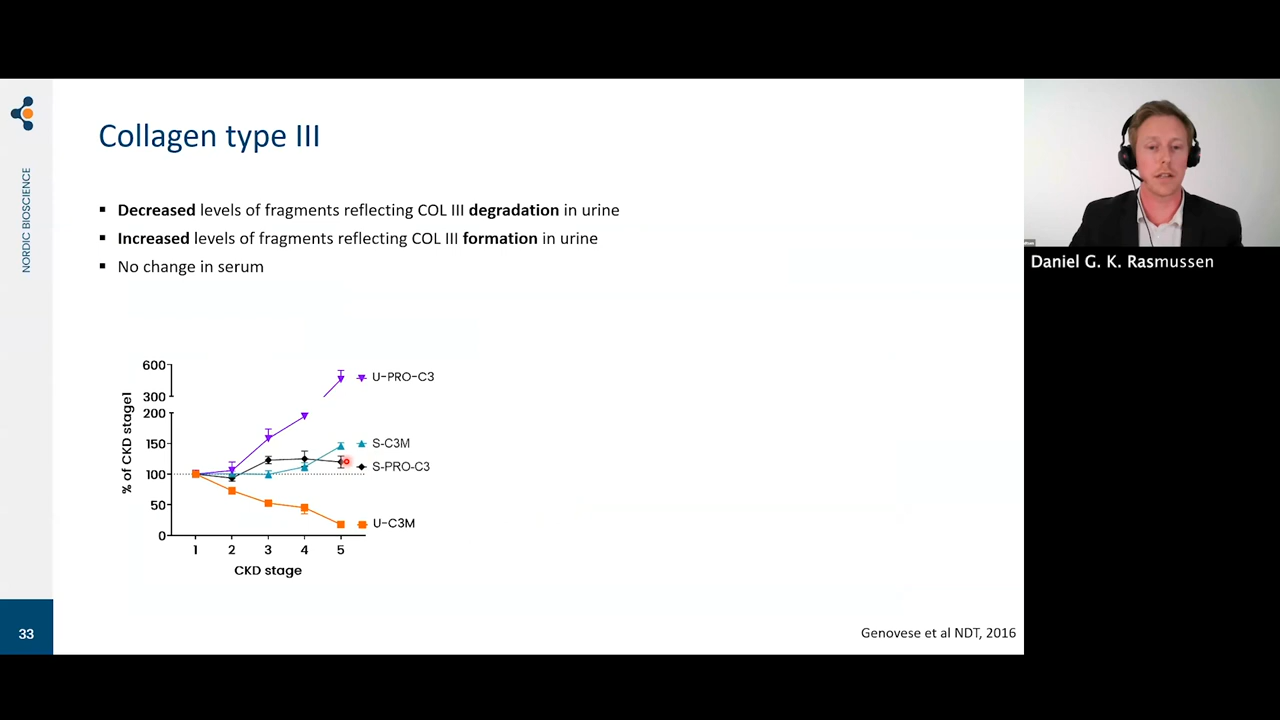 NORDIC BIOSCIENCE
Collagen type III
▪ Decreased levels of fragments reflecting COL III degradation in urine
▪ Increased levels of fragments reflecting COL III formation in urine
▪ No change in serum
% of CKD stage1
600
300
200
150
100
50
0
1 2 3 4 5
CKD stage
U-PRO-C3
S-C3M
S-PRO-C3
U-C3M
33
Genovese et al NDT, 2016
Daniel G. K. Rasmussen